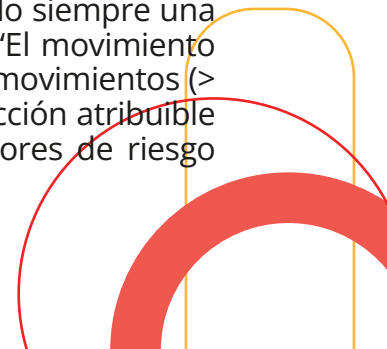 lo siempre una
“El movimiento
movimientos (>
cción atribuible
ores de riesgo